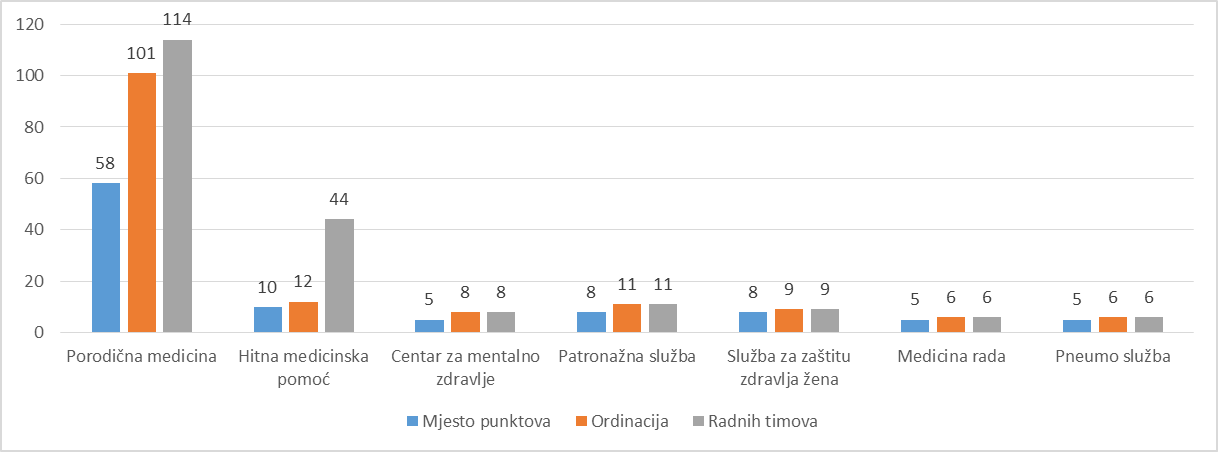 120
100
80
60
40
20
0
58 101 114
10 12 44
5 8 8
8 11 11
8 9 9
5 6 6
5 6 6
Porodična medicina
Hitna medicinska
pomoć
Centar za mentalno
zdravlje
Patronažna služba
Služba za zaštitu
zdravlja žena
Medicina rada
Pneumo služba
Mjesto punktova Ordinacija Radnih timova